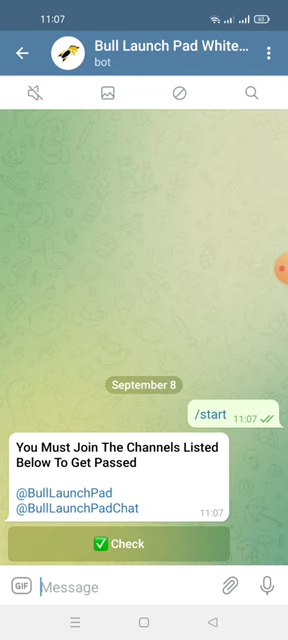 11:07
63
Bull Launch Pad White...
bot
September 8
/start 11:07
You Must Join The Channels Listed
Below To Get Passed
@BullLaunchPad
@BullLaunchPadChat
11:07
✅ Check
GIF
Message